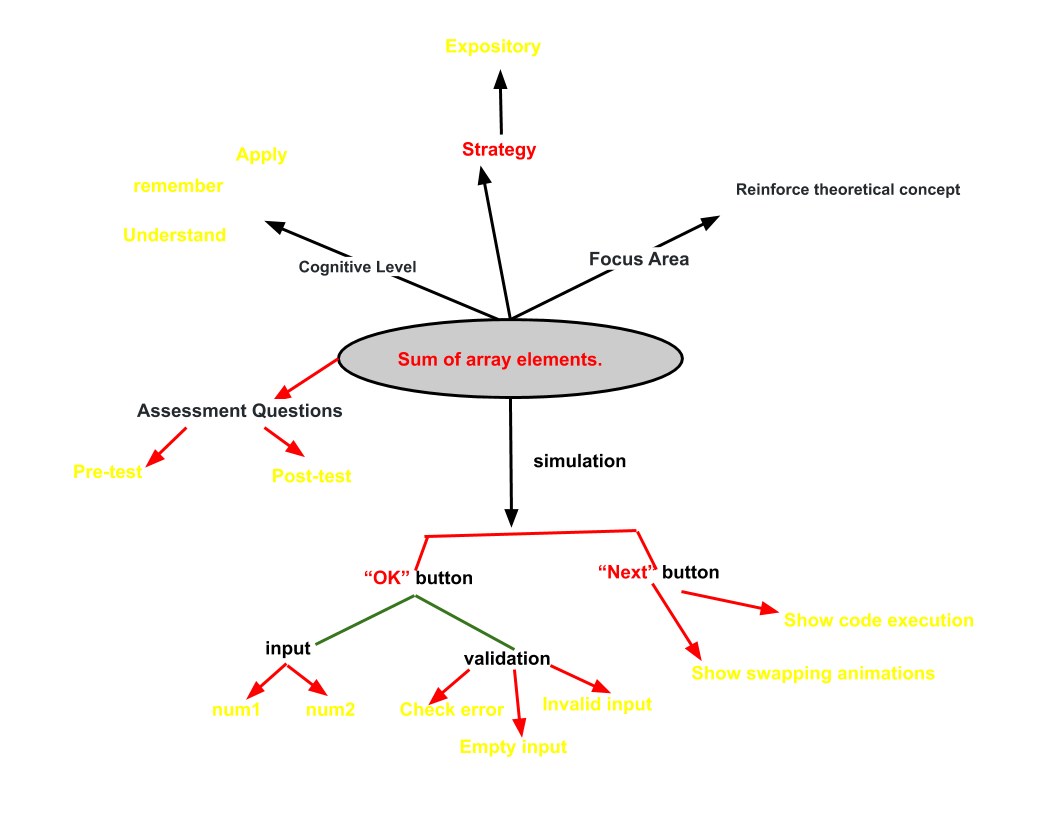 Expository
Strategy
Apply
remember
Understand
Reinforce theoretical concept
Cognitive Level
Focus Area
Sum of array elements.
Assessment Questions
Pre-test
Post-test
simulation
“OK” button
“Next” button
input
validation
num1
num2
Check error
Empty input
Invalid input
Show code execution
Show swapping animations